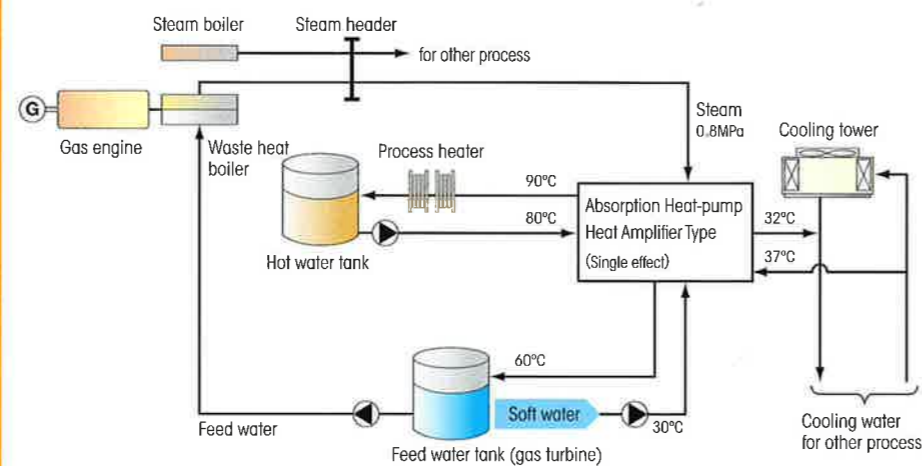 Steam boiler
Steam header
for other process
G
Gas engine
Waste heat
boiler
Steam
0.8MPa
Cooling tower
Process heater
90°C
80°C
Hot water tank
Absorption Heat-pump
Heat Amplifier Type
(Single effect)
32°C
37°C
60°C
Soft water
30°C
Feed water
Feed water tank (gas turbine)
Cooling water
for other process